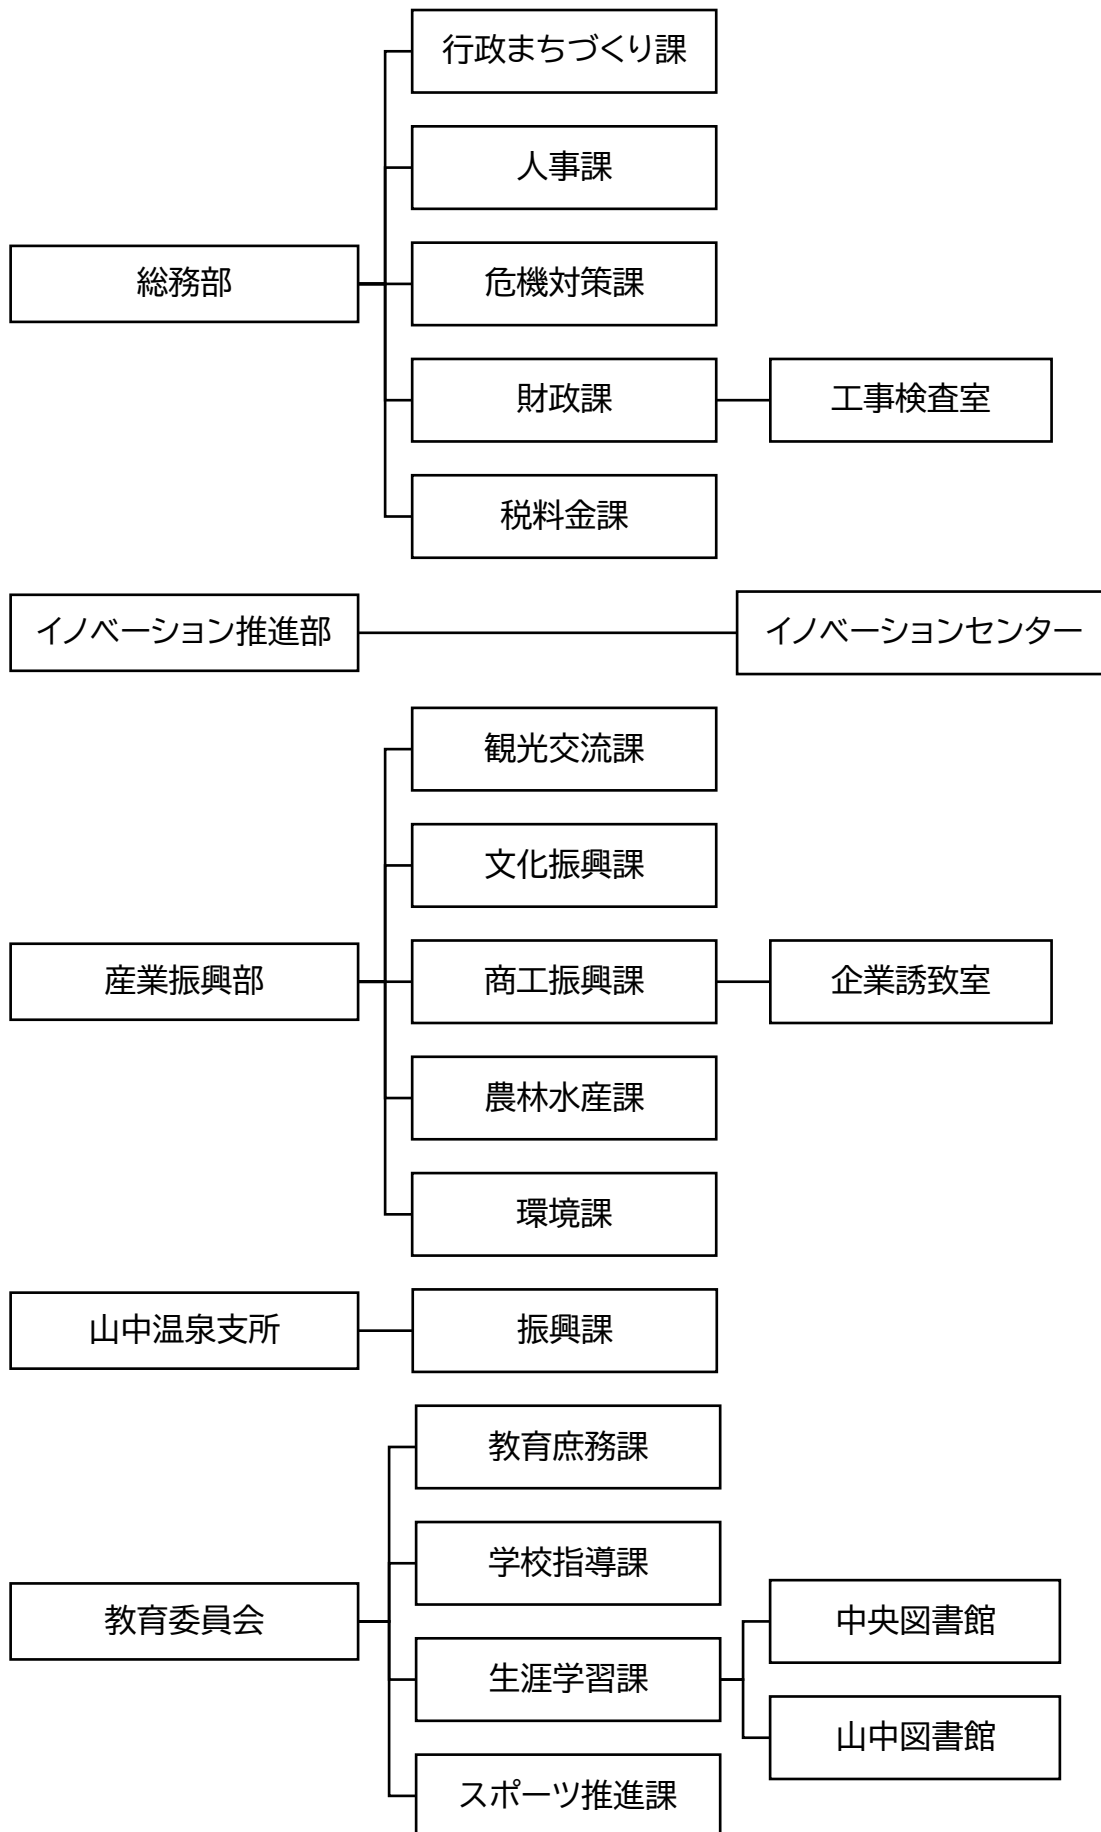 総務部
行政まちづくり課
人事課
危機対策課
財政課
工事検査室
税料金課
イノベーション推進部
イノベーションセンター
産業振興部
観光交流課
文化振興課
商工振興課
企業誘致室
農林水産課
環境課
山中温泉支所
振興課
教育委員会
教育庶務課
学校指導課
生涯学習課
中央図書館
山中図書館
スポーツ推進課